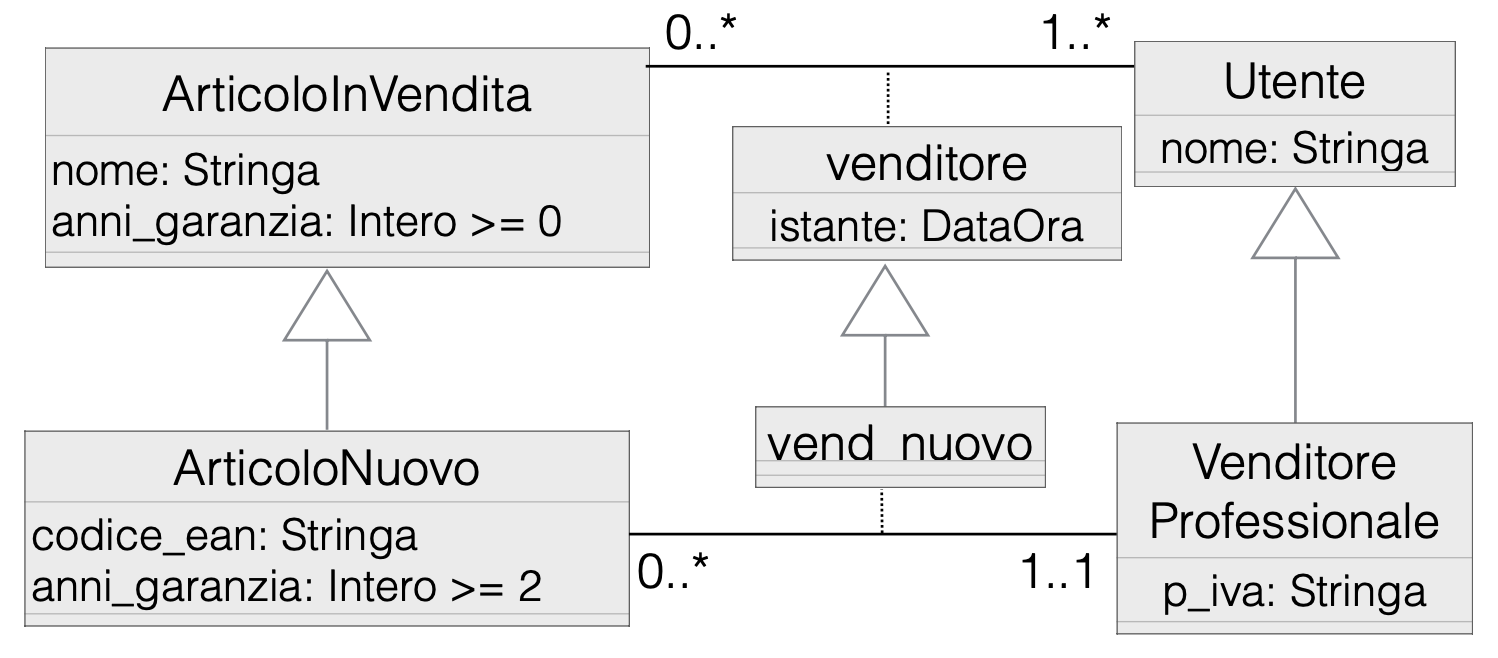 0..*
1..*
ArticoloInVendita
nome: Stringa
anni_garanzia: Intero >= 0
venditore
istante: DataOra
Utente
nome: Stringa
ArticoloNuovo
codice_ean: Stringa
anni_garanzia: Intero >= 2
vend_nuovo
0..*
1..1
Venditore
Professionale
p_iva: Stringa